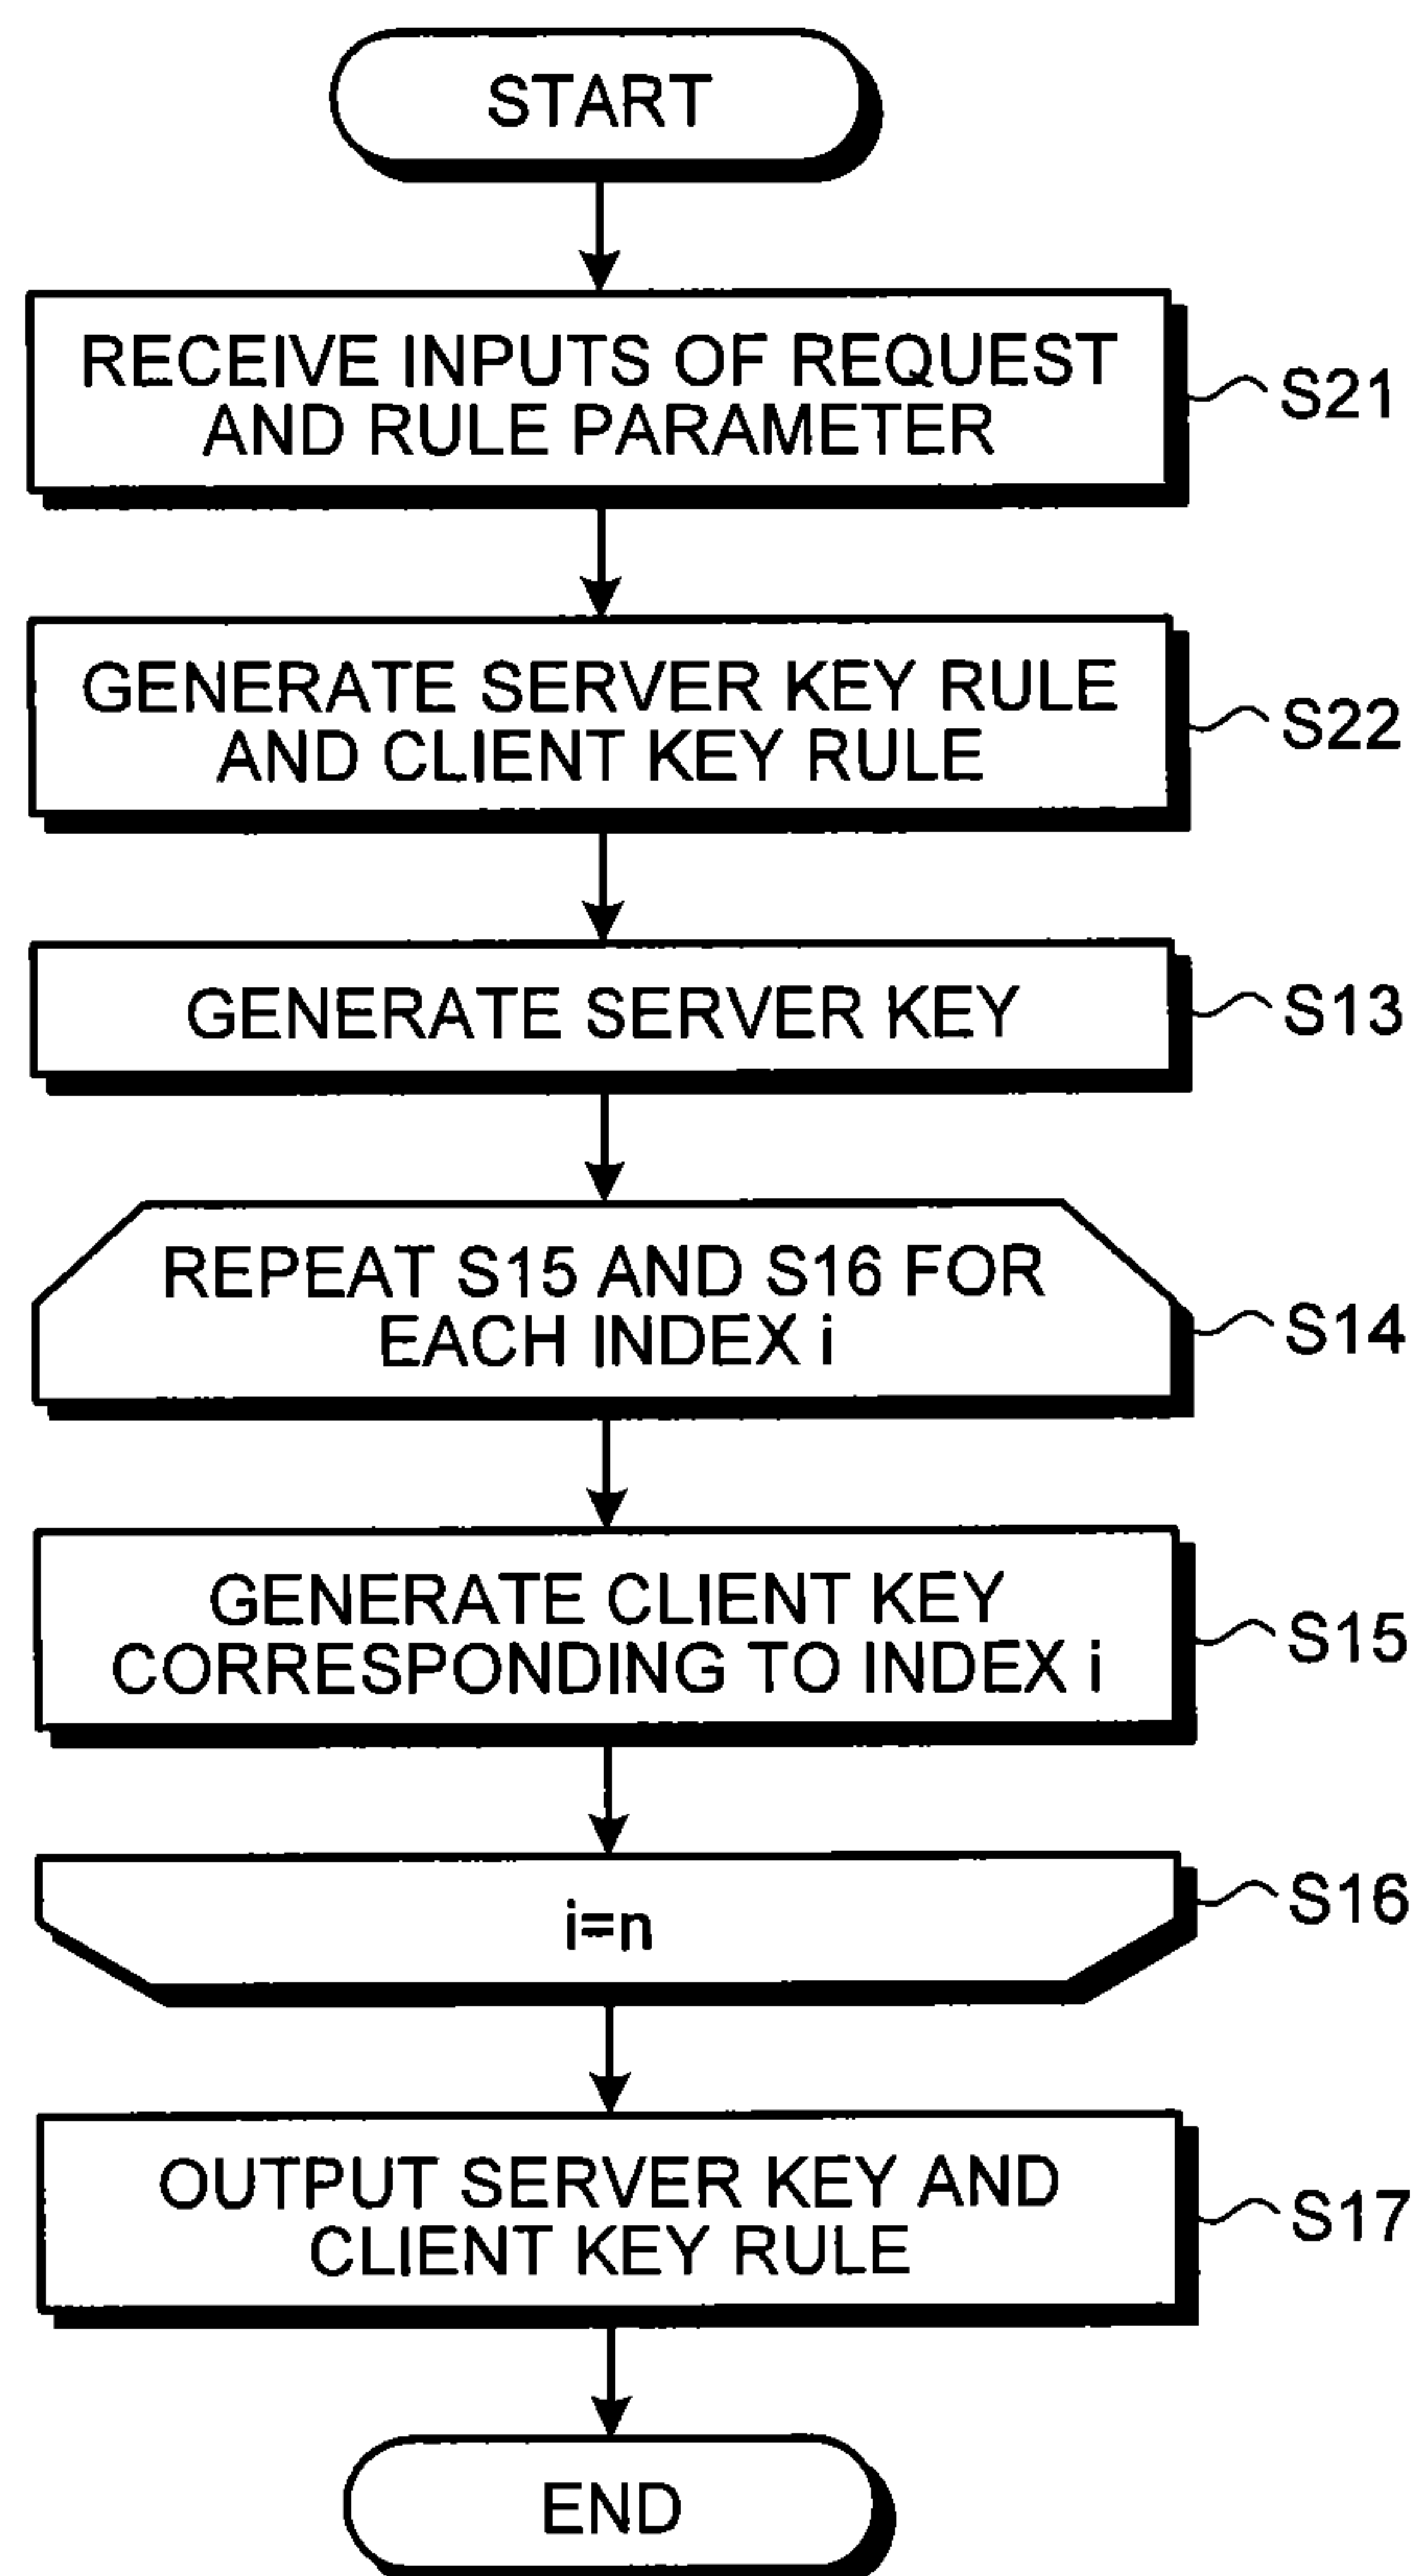 START
RECEIVE INPUTS OF REQUEST
AND RULE PARAMETER
S21
GENERATE SERVER KEY RULE
AND CLIENT KEY RULE
S22
GENERATE SERVER KEY
S13
REPEAT S15 AND S16 FOR
EACH INDEX i
S14
GENERATE CLIENT KEY
CORRESPONDING TO INDEX i
S15
i=n
S16
OUTPUT SERVER KEY AND
CLIENT KEY RULE
S17
END